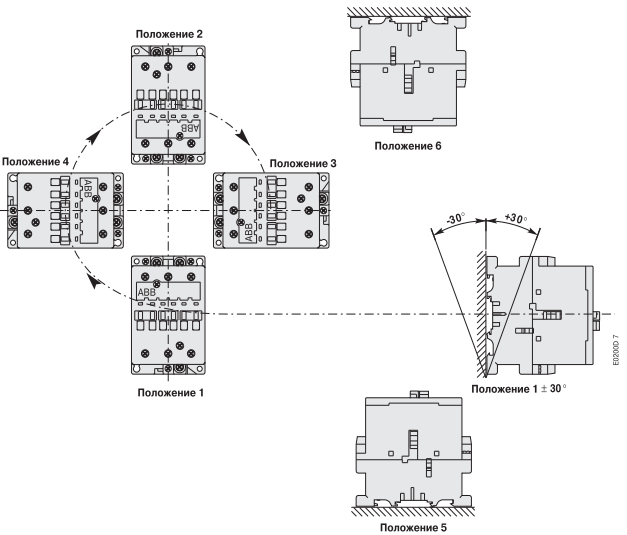 Положение 2
ABB
Положение 6
Положение 4
ABB
Положение 3
ABB
-30°
+30°
ABB
Положение 1
Положение 1 ± 30°
E0200D 7
Положение 5